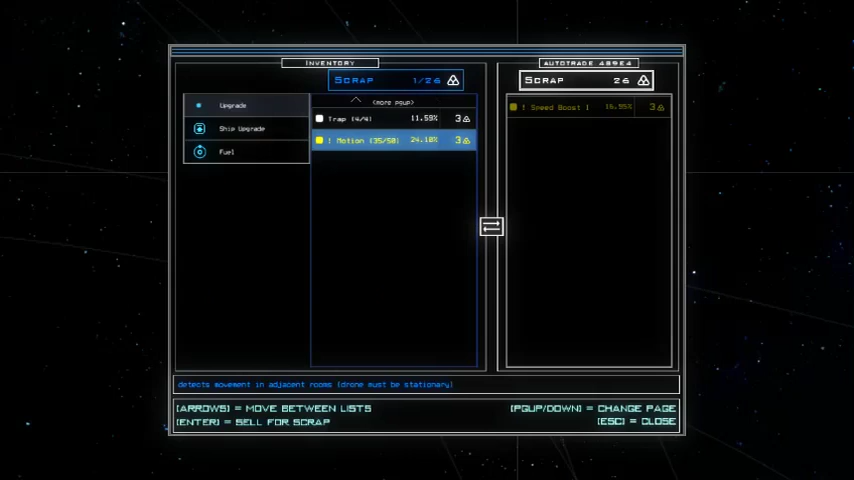 INVENTORY
SCRAP 1/26
Upgrade
Ship Upgrade
Fuel
(more pgup)
Trap (4/4) 11.59% 3
! Motion (35/50) 24.10% 3
AUTOTRADE
SCRAP 26
! Speed Boost 16.95% 3
detects movement in adjacent rooms (drone must be stationary)
[ARROWS] = MOVE BETWEEN LISTS
[ENTER] = SELL FOR SCRAP
[PGUP/DOWN] = CHANGE PAGE
[ESC] = CLOSE